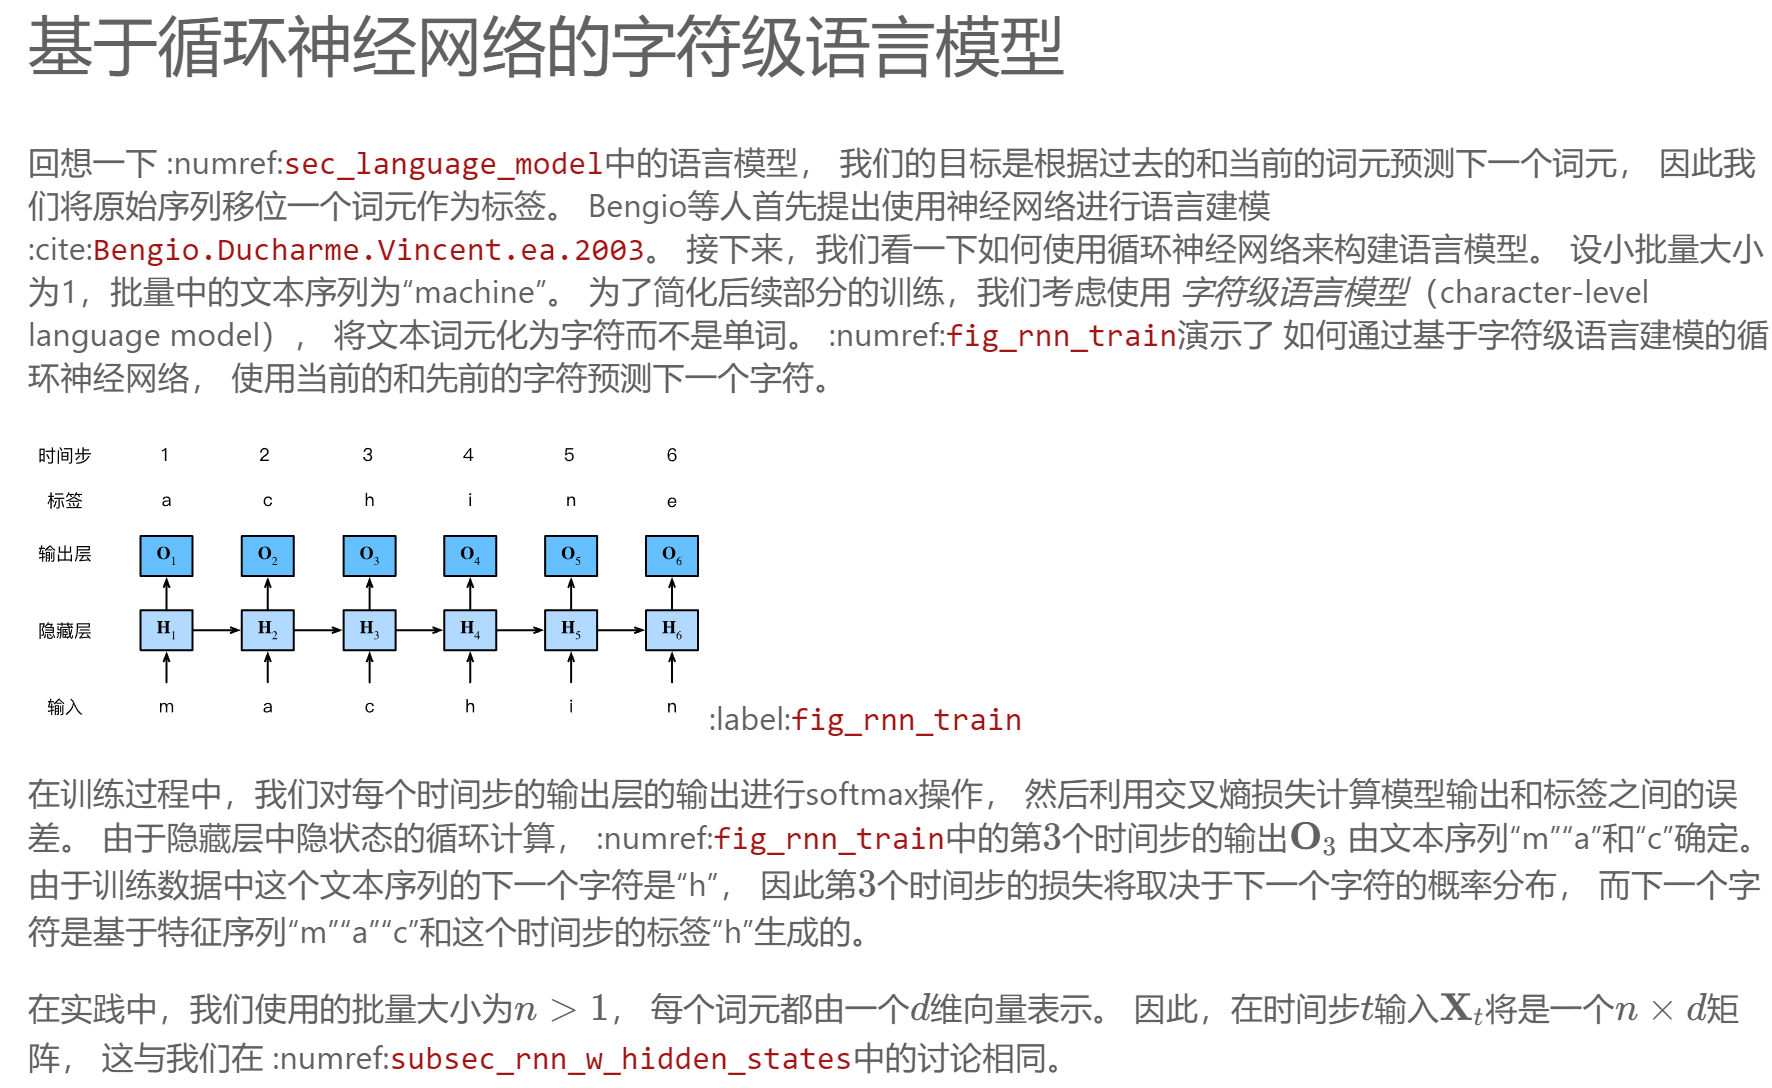 基于循环神经网络的字符级语言模型
回想一下 :numref:sec_language_model中的语言模型， 我们的目标是根据过去的和当前的词元预测下一个词元， 因此我
们将原始序列移位一个词元作为标签。 Bengio等人首先提出使用神经网络进行语言建模
:cite:Bengio.Ducharme.Vincent.ea.2003。 接下来，我们看一下如何使用循环神经网络来构建语言模型。 设小批量大小
为1，批量中的文本序列为“machine”。 为了简化后续部分的训练，我们考虑使用 字符级语言模型（character-level
language model）， 将文本词元化为字符而不是单词。 :numref:fig_rnn_train演示了 如何通过基于字符级语言建模的循
环神经网络， 使用当前的和先前的字符预测下一个字符。
时间步 1 2 3 4 5 6
标签 a c h i n e
输出层 O₁ O₂ O₃ O₄ O₅ O₆
隐藏层 H₁ H₂ H₃ H₄ H₅ H₆
输入 m a c h i n
:label:fig_rnn_train
在训练过程中，我们对每个时间步的输出层的输出进行softmax操作， 然后利用交叉熵损失计算模型输出和标签之间的误
差。 由于隐藏层中隐状态的循环计算， :numref:fig_rnn_train中的第3个时间步的输出O₃ 由文本序列“m”“a”和“c”确定。
由于训练数据中这个文本序列的下一个字符是“h”， 因此第3个时间步的损失将取决于下一个字符的概率分布， 而下一个字
符是基于特征序列“m”“a”“c”和这个时间步的标签“h”生成的。
在实践中，我们使用的批量大小为n > 1， 每个词元都由一个d维向量表示。 因此，在时间步t输入Xₜ将是一个n × d矩
阵， 这与我们在 :numref:subsec_rnn_w_hidden_states中的讨论相同。